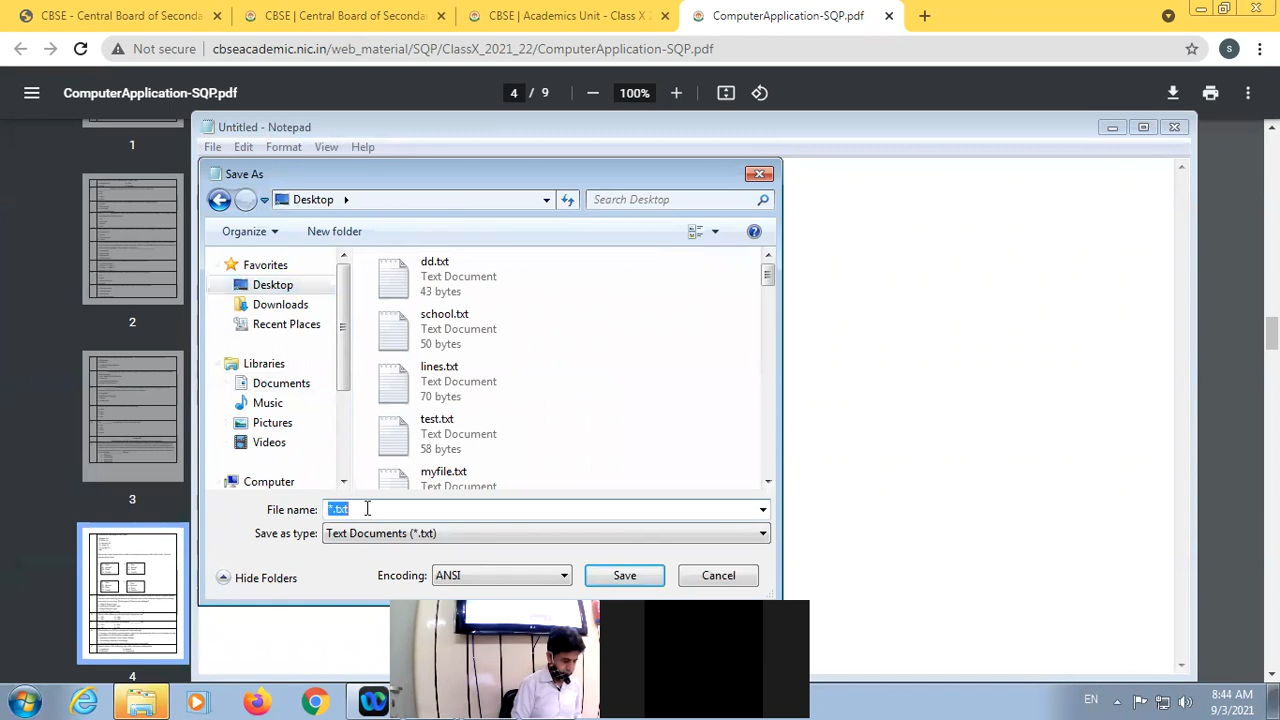 CBSE - Central Board of Seconda
CBSE | Central Board of Seconda
CBSE | Academics Unit - Class X 2
ComputerApplication-SQP.pdf
Not secure
cbseacademic.nic.in/web_material/SQP/ClassX_2021_22/ComputerApplication-SQP.pdf
S
ComputerApplication-SQP.pdf
4 / 9
100%
1
2
3
4
Untitled - Notepad
File Edit Format View Help
Save As
Desktop
Search Desktop
Organize
New folder
Favorites
Desktop
Downloads
Recent Places
Libraries
Documents
Music
Pictures
Videos
Computer
dd.txt
Text Document
43 bytes
school.txt
Text Document
50 bytes
lines.txt
Text Document
70 bytes
test.txt
Text Document
58 bytes
myfile.txt
Text Document
File name: *.txt
Save as type: Text Documents (*.txt)
Hide Folders
Encoding: ANSI
Save
Cancel
EN
8:44 AM
9/3/2021